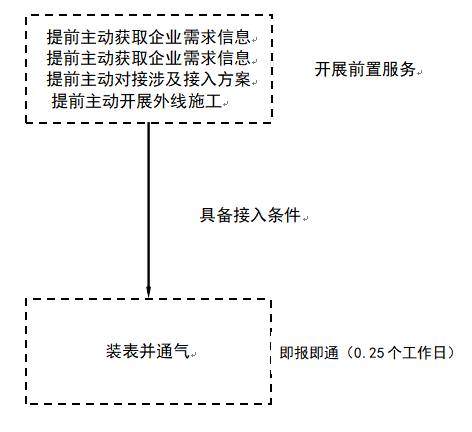 提前主动获取企业需求信息
提前主动获取企业需求信息
提前主动对接涉及接入方案
提前主动开展外线施工
开展前置服务
具备接入条件
装表并通气
即报即通（0.25个工作日）